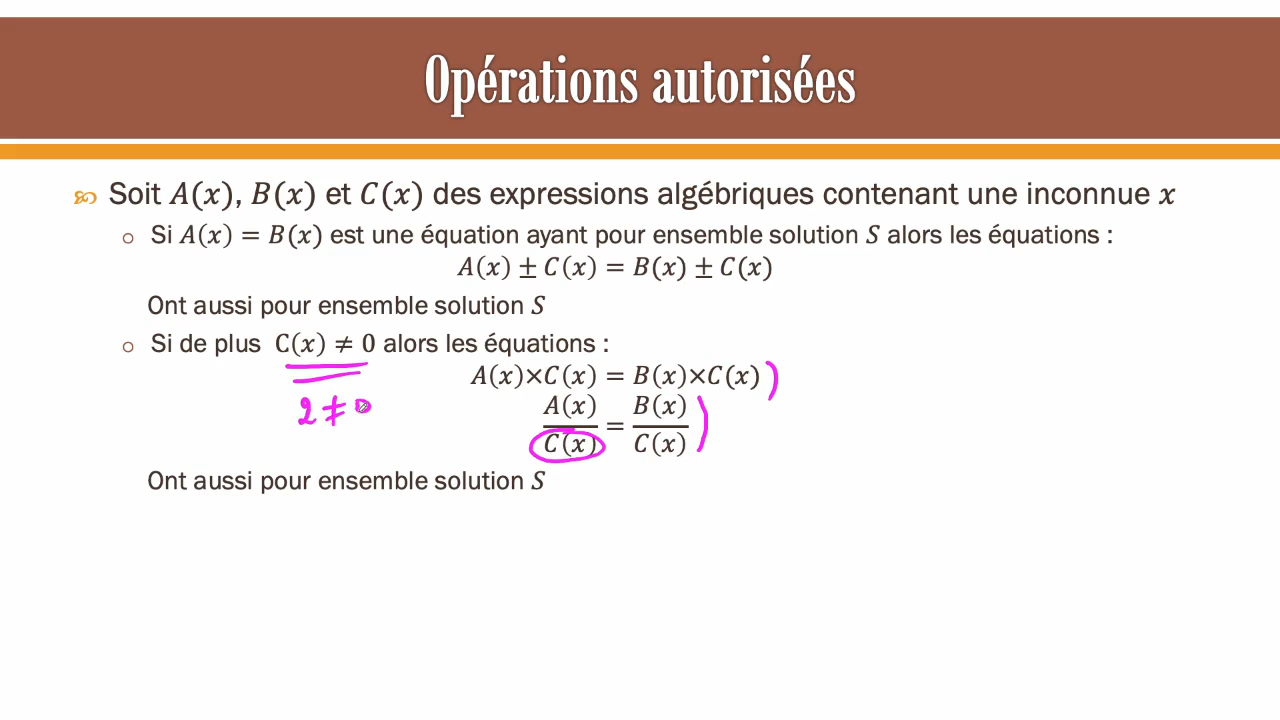 Opérations autorisées
Soit A(x), B(x) et C(x) des expressions algébriques contenant une inconnue x
Si A(x) = B(x) est une équation ayant pour ensemble solution S alors les équations :
A(x) ± C(x) = B(x) ± C(x)
Ont aussi pour ensemble solution S
Si de plus C(x) ≠ 0 alors les équations :
A(x)×C(x) = B(x)×C(x)
2 ≠ 0
A(x)/C(x) = B(x)/C(x)
Ont aussi pour ensemble solution S